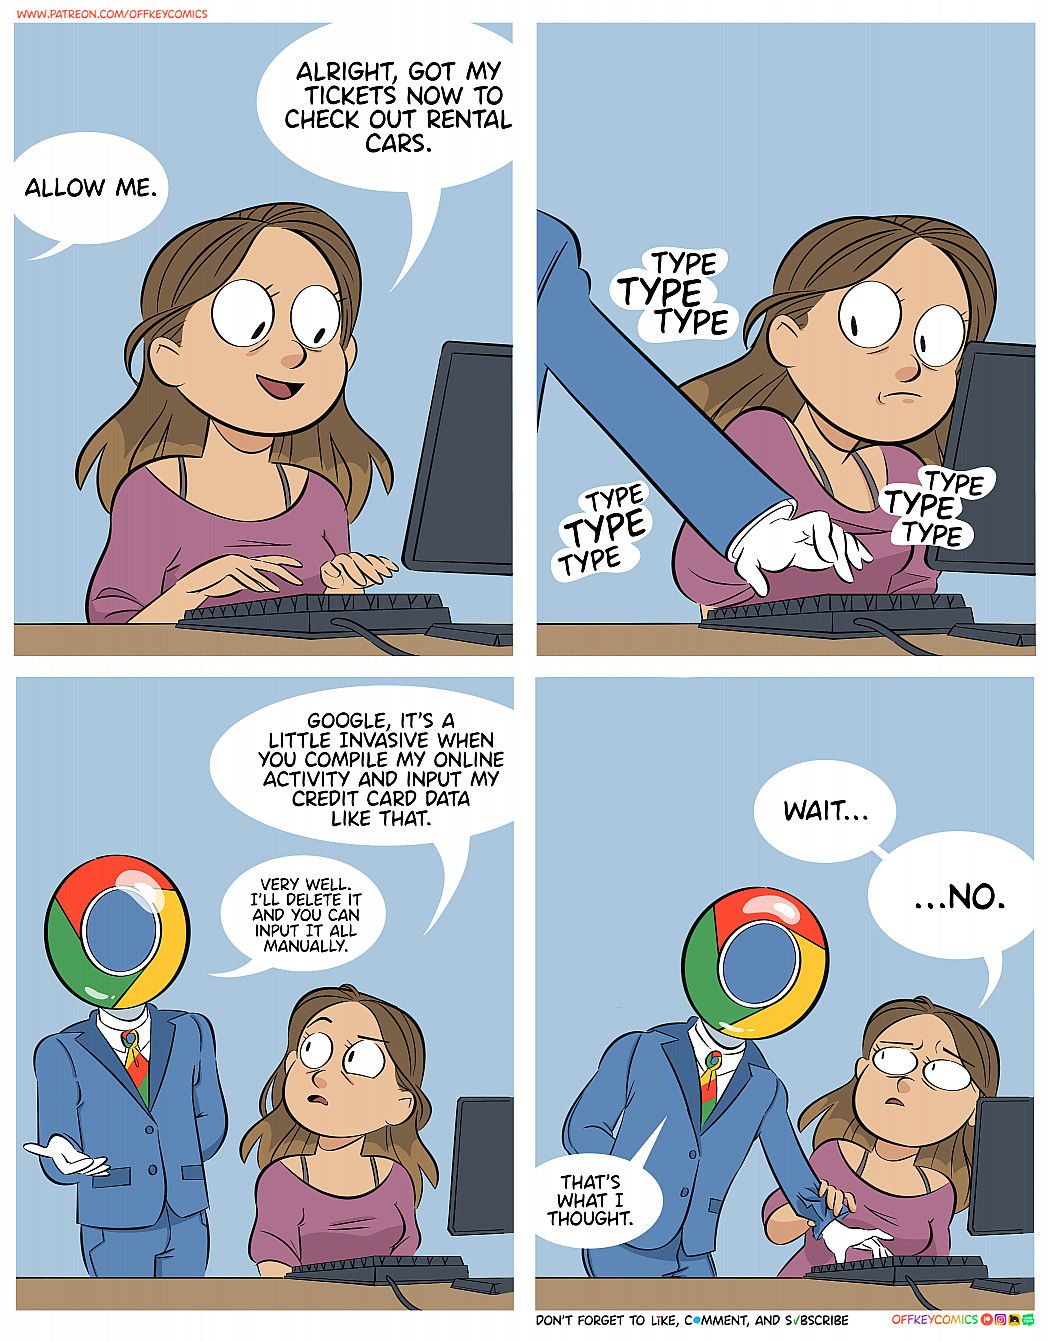 WWW.PATREON.COM/OFFKEYCOMICS
ALRIGHT, GOT MY
TICKETS NOW TO
CHECK OUT RENTAL
CARS.
ALLOW ME.
TYPE
TYPE
TYPE
TYPE
TYPE
TYPE
TYPE
TYPE
TYPE
GOOGLE, IT'S A
LITTLE INVASIVE WHEN
YOU COMPILE MY ONLINE
ACTIVITY AND INPUT MY
CREDIT CARD DATA
LIKE THAT.
VERY WELL.
I'LL DELETE IT
AND YOU CAN
INPUT IT ALL
MANUALLY.
WAIT...
...NO.
THAT'S
WHAT I
THOUGHT.
DON'T FORGET TO LIKE, COMMENT, AND SUBSCRIBE
OFFKEYCOMICS